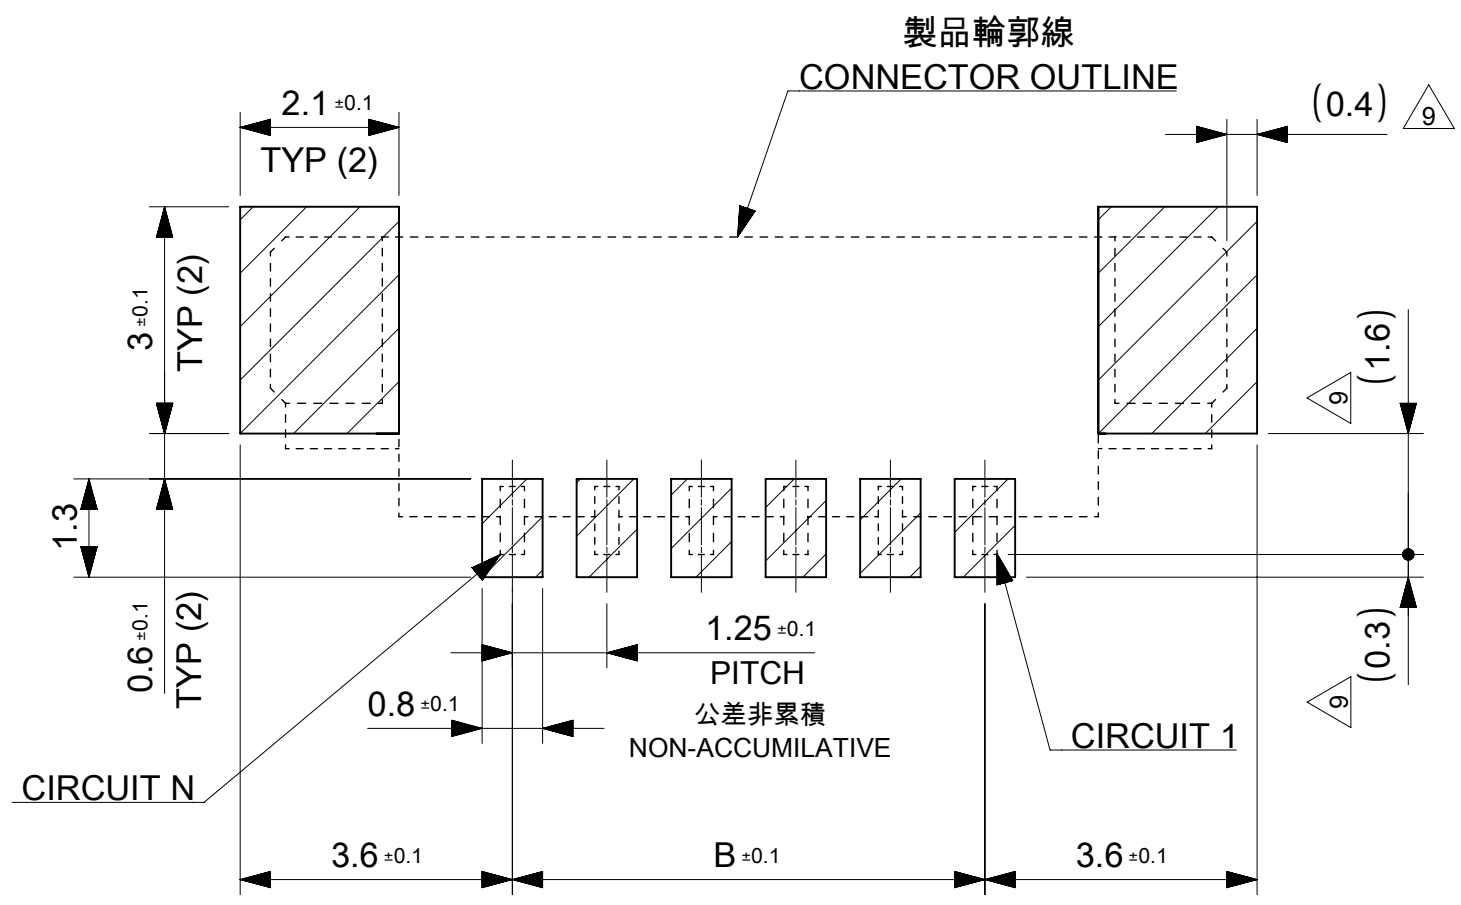 製品輪郭線
CONNECTOR OUTLINE
2.1 ±0.1
TYP (2)
(0.4) 9
3 ±0.1
TYP (2)
(1.6)
9
1.3
0.6 ±0.1
TYP (2)
1.25 ±0.1
PITCH
公差非累積
NON-ACCUMILATIVE
0.8 ±0.1
(0.3)
9
CIRCUIT 1
CIRCUIT N
3.6 ±0.1
B ±0.1
3.6 ±0.1